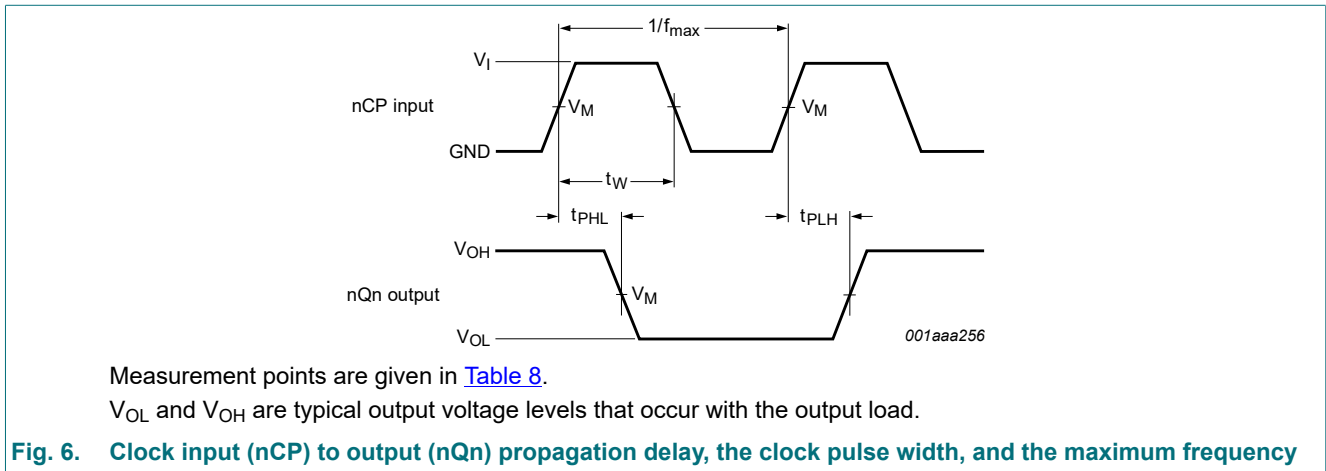 1/fmax
VI
nCP input
VM
VM
GND
tW
tPHL
tPLH
VOH
nQn output
VM
VOL
001aaa256
Measurement points are given in Table 8.
VOL and VOH are typical output voltage levels that occur with the output load.
Fig. 6. Clock input (nCP) to output (nQn) propagation delay, the clock pulse width, and the maximum frequency